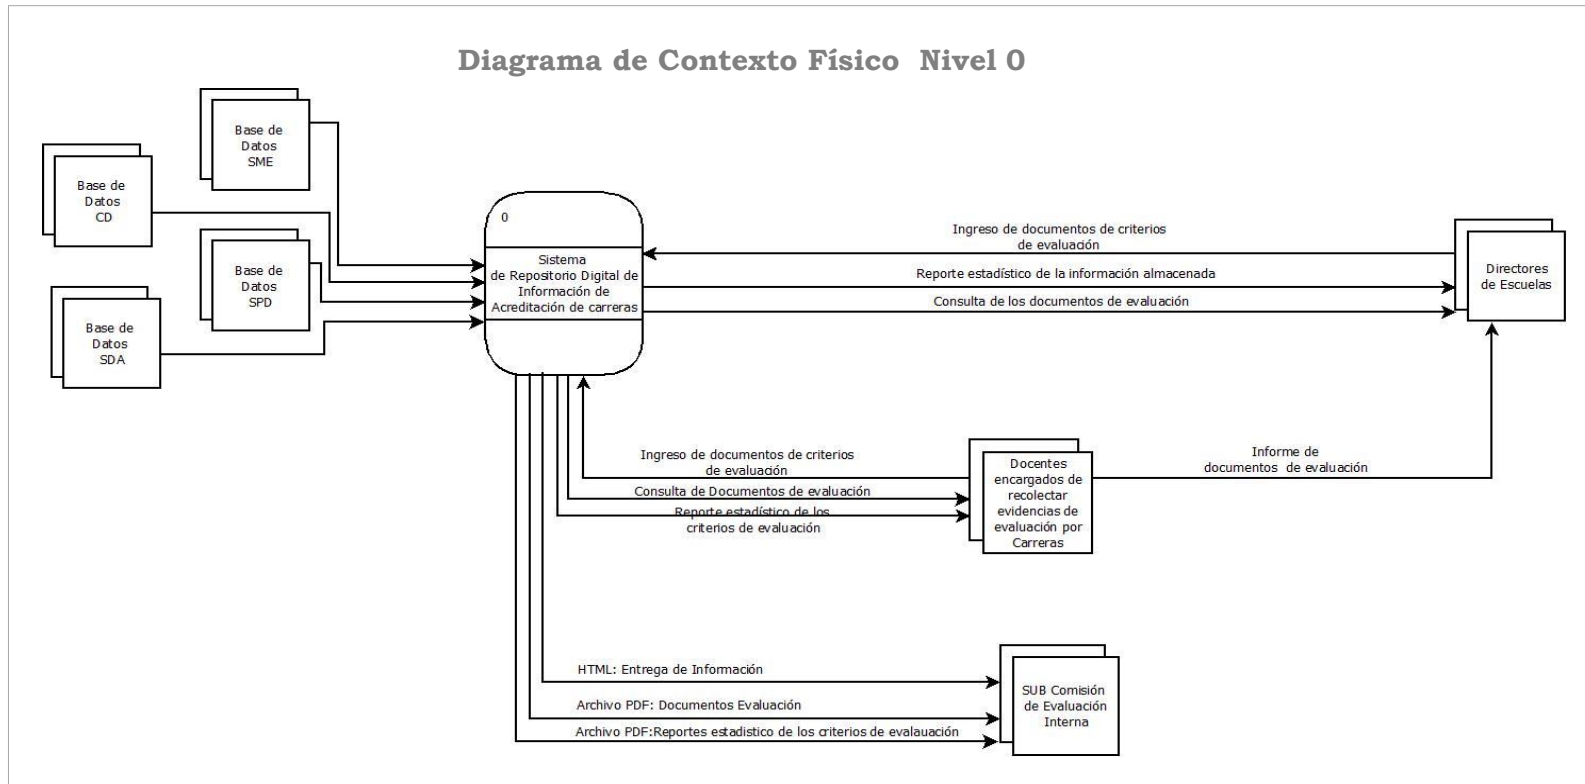 Diagrama de Contexto Físico Nivel 0
Base de
Datos
SME
Base de
Datos
CD
Base de
Datos
SPD
Base de
Datos
SDA
0
Sistema
de Repositorio Digital de
Información de
Acreditación de carreras
Ingreso de documentos de criterios
de evaluación
Reporte estadístico de la información almacenada
Consulta de los documentos de evaluación
Directores
de Escuelas
Ingreso de documentos de criterios
de evaluación
Consulta de Documentos de evaluación
Reporte estadístico de los
criterios de evaluación
Docentes
encargados de
recolectar
evidencias de
evaluación por
Carreras
Informe de
documentos de evaluación
HTML: Entrega de Información
Archivo PDF: Documentos Evaluación
Archivo PDF:Reportes estadistico de los criterios de evalauación
SUB Comisión
de Evaluación
Interna